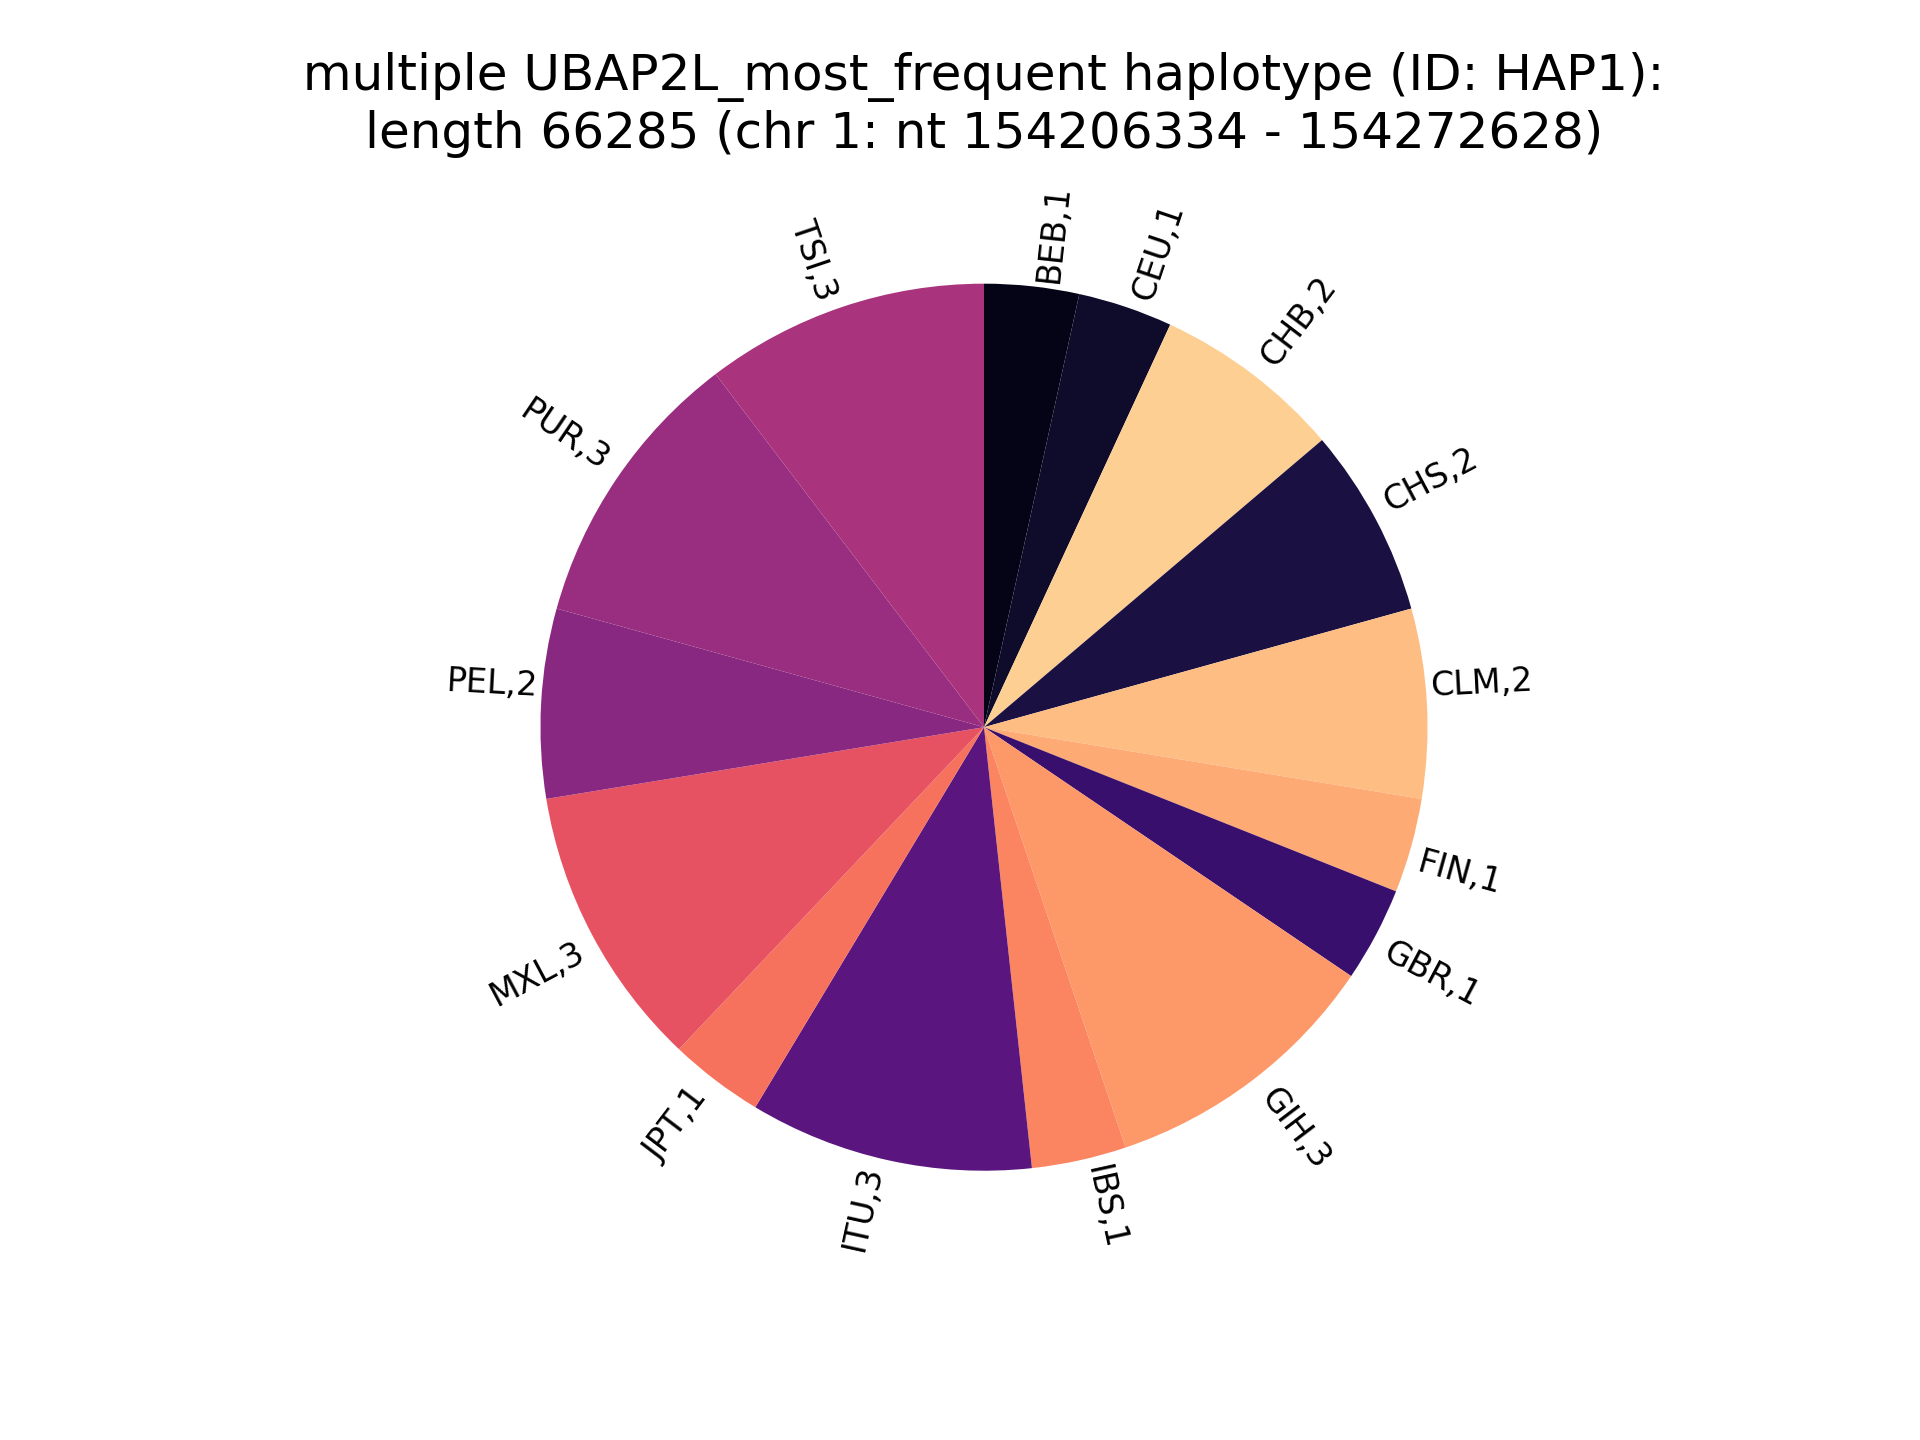 multiple UBAP2L_most_frequent haplotype (ID: HAP1):
length 66285 (chr 1: nt 154206334 - 154272628)
BEB,1
CEU,1
CHB,2
CHS,2
CLM,2
FIN,1
GBR,1
GIH,3
IBS,1
ITU,3
JPT,1
MXL,3
PEL,2
PUR,3
TSI,3